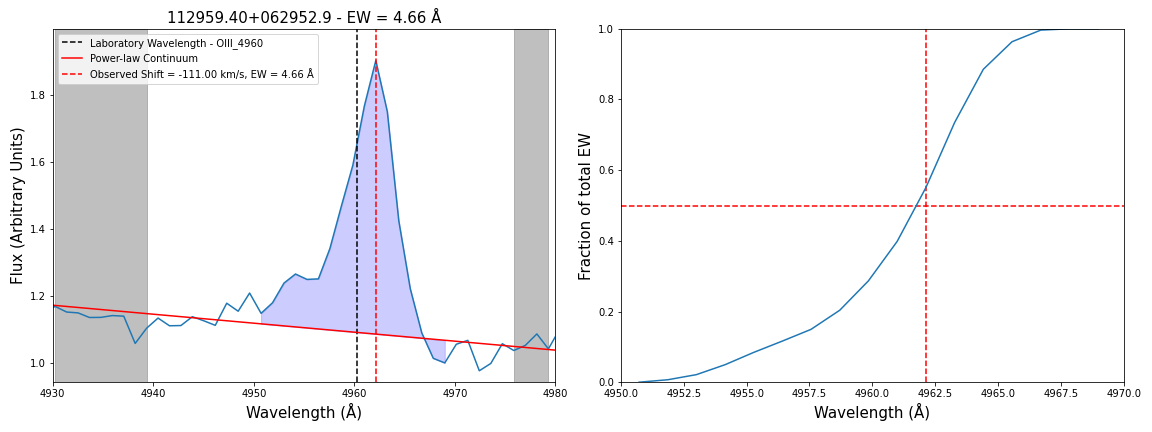 112959.40+062952.9 - EW = 4.66 Å
Laboratory Wavelength - OIII_4960
Power-law Continuum
Observed Shift = -111.00 km/s, EW = 4.66 Å
Flux (Arbitrary Units)
1.8
1.6
1.4
1.2
1.0
4930 4940 4950 4960 4970 4980
Wavelength (Å)
Fraction of total EW
1.0
0.8
0.6
0.4
0.2
0.0
4950.0 4952.5 4955.0 4957.5 4960.0 4962.5 4965.0 4967.5 4970.0
Wavelength (Å)